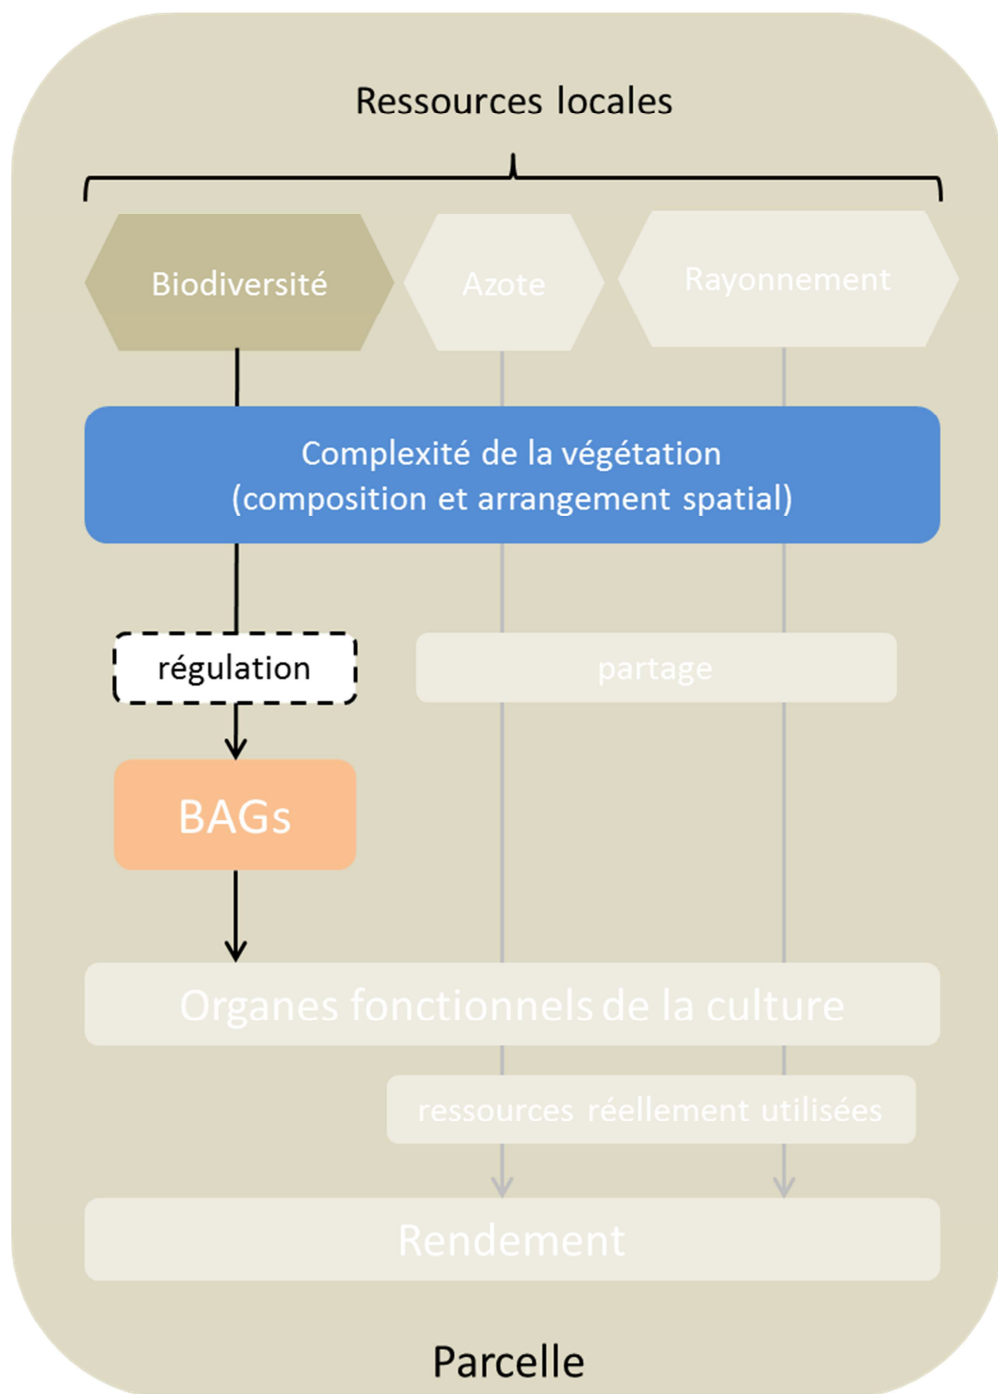 Ressources locales
Biodiversité
Azote
Rayonnement
Complexité de la végétation
(composition et arrangement spatial)
régulation
partage
BAGs
Organes fonctionnels de la culture
ressources réellement utilisées
Rendement
Parcelle